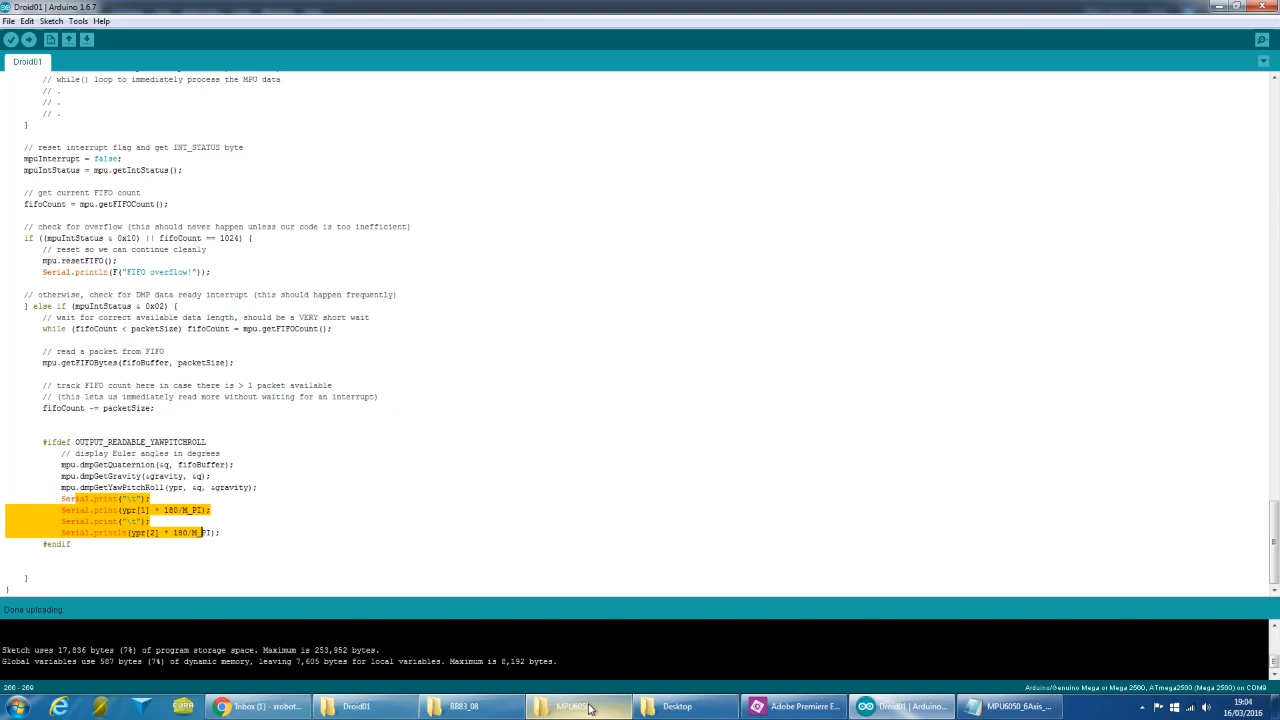 Droid01 | Arduino 1.6.7
File Edit Sketch Tools Help
Droid01
// while() loop to immediately process the MPU data
// .
// .
// .
}
// reset interrupt flag and get INT_STATUS byte
mpuInterrupt = false;
mpuIntStatus = mpu.getIntStatus();
// get current FIFO count
fifoCount = mpu.getFIFOCount();
// check for overflow (this should never happen unless our code is too inefficient)
if ((mpuIntStatus & 0x10) || fifoCount == 1024) {
// reset so we can continue cleanly
mpu.resetFIFO();
Serial.println(F("FIFO overflow!"));
// otherwise, check for DMP data ready interrupt (this should happen frequently)
} else if (mpuIntStatus & 0x02) {
// wait for correct available data length, should be a VERY short wait
while (fifoCount < packetSize) fifoCount = mpu.getFIFOCount();
// read a packet from FIFO
mpu.getFIFOBytes(fifoBuffer, packetSize);
// track FIFO count here in case there is > 1 packet available
// (this lets us immediately read more without waiting for an interrupt)
fifoCount -= packetSize;
#ifdef OUTPUT_READABLE_YAWPITCHROLL
// display Euler angles in degrees
mpu.dmpGetQuaternion(&q, fifoBuffer);
mpu.dmpGetGravity(&gravity, &q);
mpu.dmpGetYawPitchRoll(ypr, &q, &gravity);
Serial.print("\t");
Serial.print(ypr[1] * 180/M_PI);
Serial.print("\t");
Serial.println(ypr[2] * 180/M_PI);
#endif
}
}
Done uploading.
Sketch uses 17,836 bytes (7%) of program storage space. Maximum is 253,952 bytes.
Global variables use 587 bytes (7%) of dynamic memory, leaving 7,605 bytes for local variables. Maximum is 8,192 bytes.
266 - 269 Arduino/Genuino Mega or Mega 2560, ATmega2560 (Mega 2560) on COM9
CURA Inbox (1) - xrobot... Droid01 BB83_08 MPU6050 Desktop Adobe Premiere E... Droid01 | Arduino... MPU6050_6Axis_... 19:04
16/03/2016